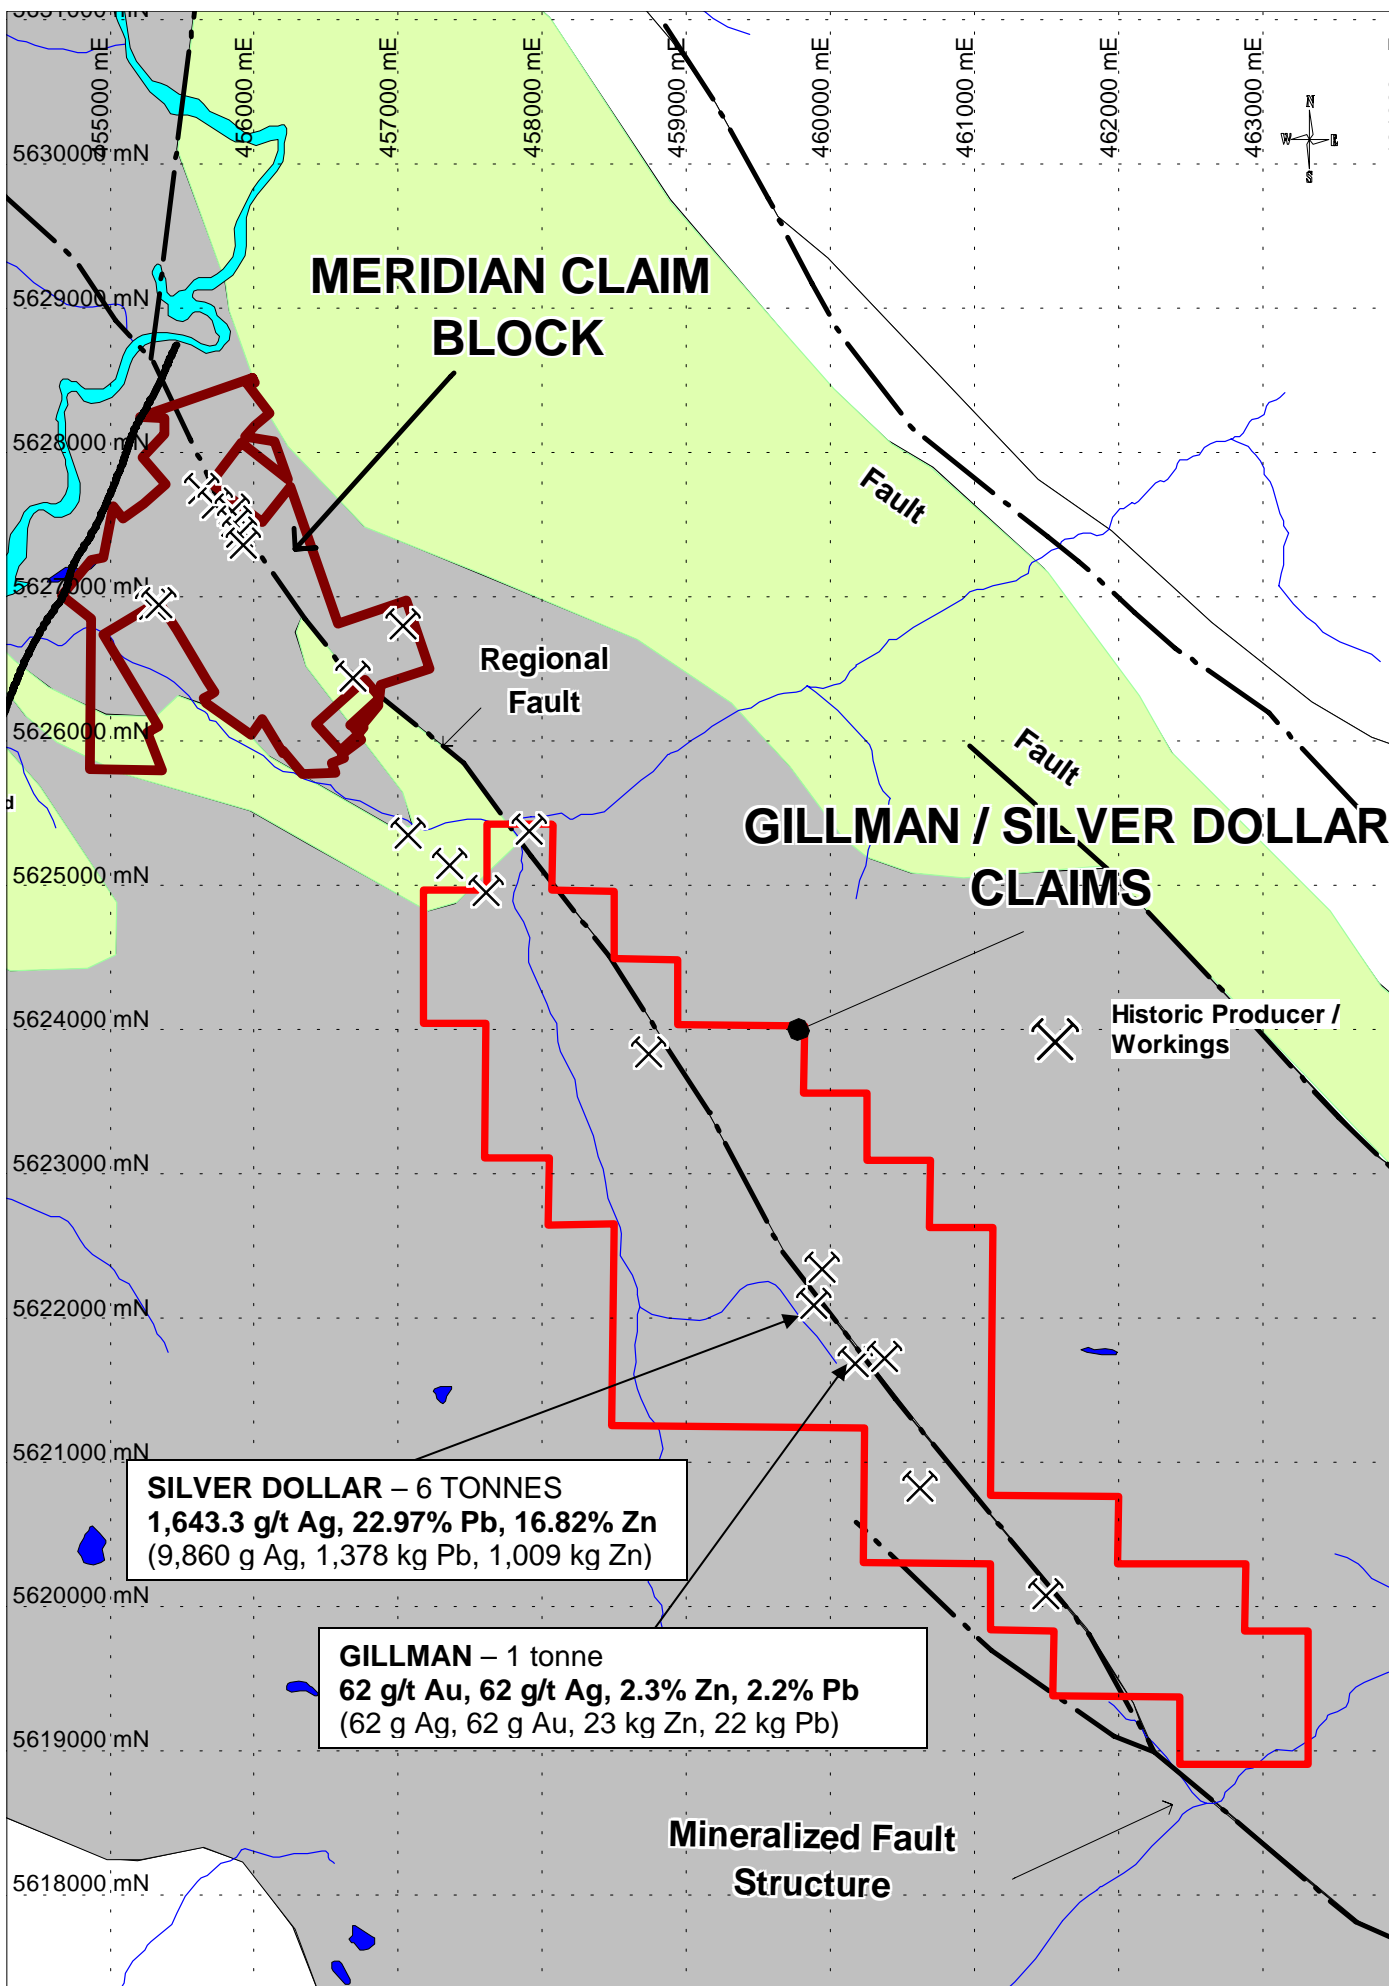 5631000 mN
455000 mE
456000 mE
457000 mE
458000 mE
459000 mE
460000 mE
461000 mE
462000 mE
463000 mE
N
W E
S
5630000 mN
MERIDIAN CLAIM
BLOCK
5629000 mN
5628000 mN
Fault
5627000 mN
Regional
Fault
5626000 mN
Fault
d
GILLMAN / SILVER DOLLAR
CLAIMS
5625000 mN
5624000 mN
Historic Producer /
Workings
5623000 mN
5622000 mN
5621000 mN
SILVER DOLLAR – 6 TONNES
1,643.3 g/t Ag, 22.97% Pb, 16.82% Zn
(9,860 g Ag, 1,378 kg Pb, 1,009 kg Zn)
5620000 mN
GILLMAN – 1 tonne
62 g/t Au, 62 g/t Ag, 2.3% Zn, 2.2% Pb
(62 g Ag, 62 g Au, 23 kg Zn, 22 kg Pb)
5619000 mN
Mineralized Fault
Structure
5618000 mN